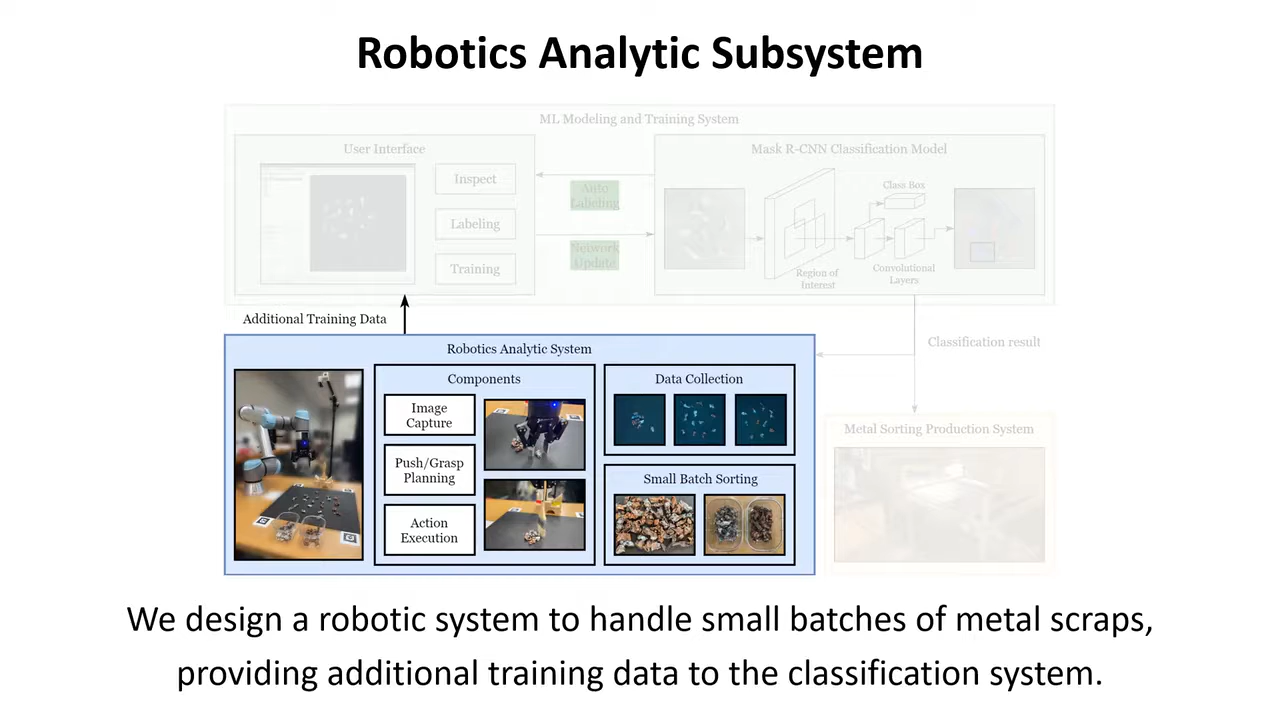 Robotics Analytic Subsystem
ML Modeling and Training System
User Interface
Inspect
Labeling
Training
Auto
Labeling
Network
Update
Mask R-CNN Classification Model
Class Box
Region of
Interest
Convolutional
Layers
Additional Training Data
Classification result
Robotics Analytic System
Components
Image
Capture
Push/Grasp
Planning
Action
Execution
Data Collection
Small Batch Sorting
Metal Sorting Production System
We design a robotic system to handle small batches of metal scraps,
providing additional training data to the classification system.